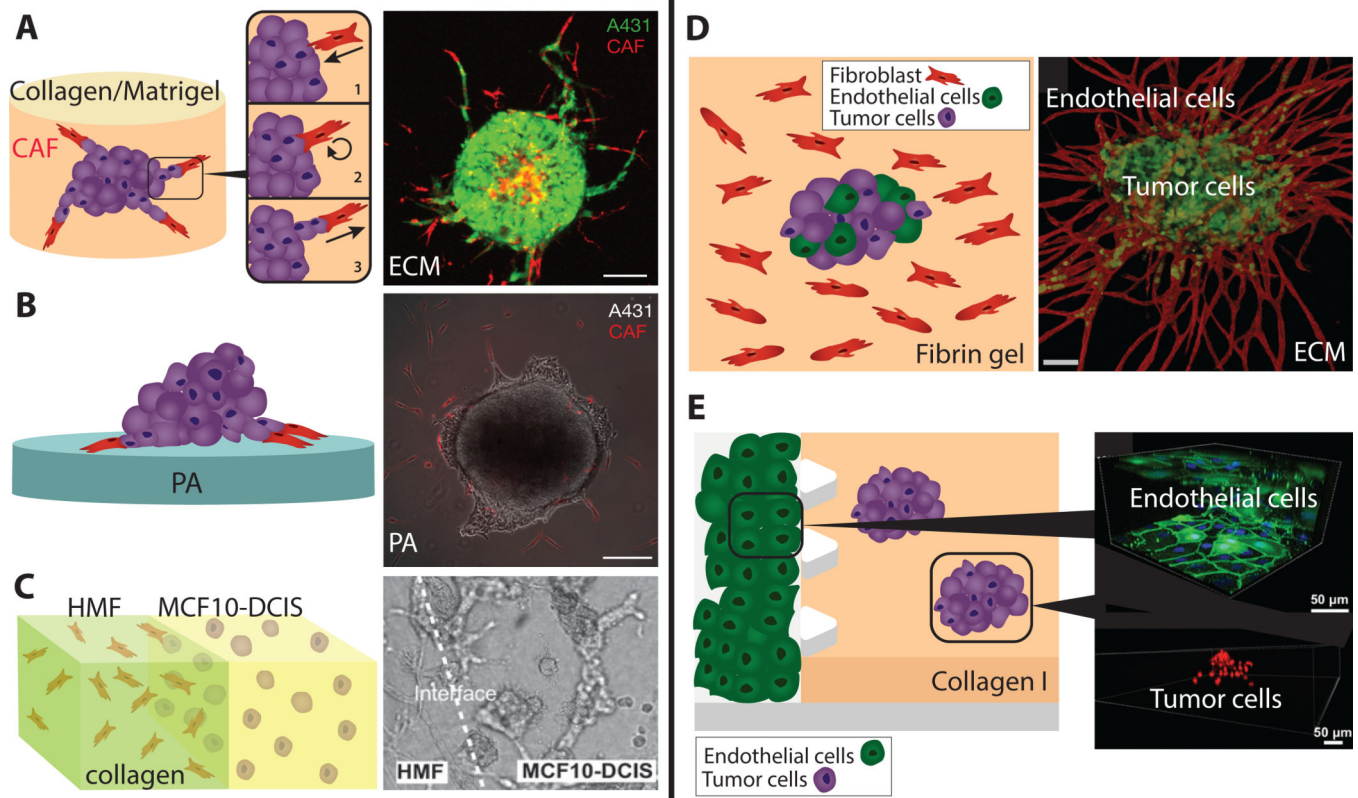 A
Collagen/Matrigel
CAF
1
2
3
A431
CAF
ECM
B
PA
A431
CAF
PA
C
HMF
MCF10-DCIS
collagen
Interface
HMF
MCF10-DCIS
D
Fibroblast
Endothelial cells
Tumor cells
Fibrin gel
Endothelial cells
Tumor cells
ECM
E
Collagen I
Endothelial cells
Tumor cells
Endothelial cells
50 µm
Tumor cells
50 µm